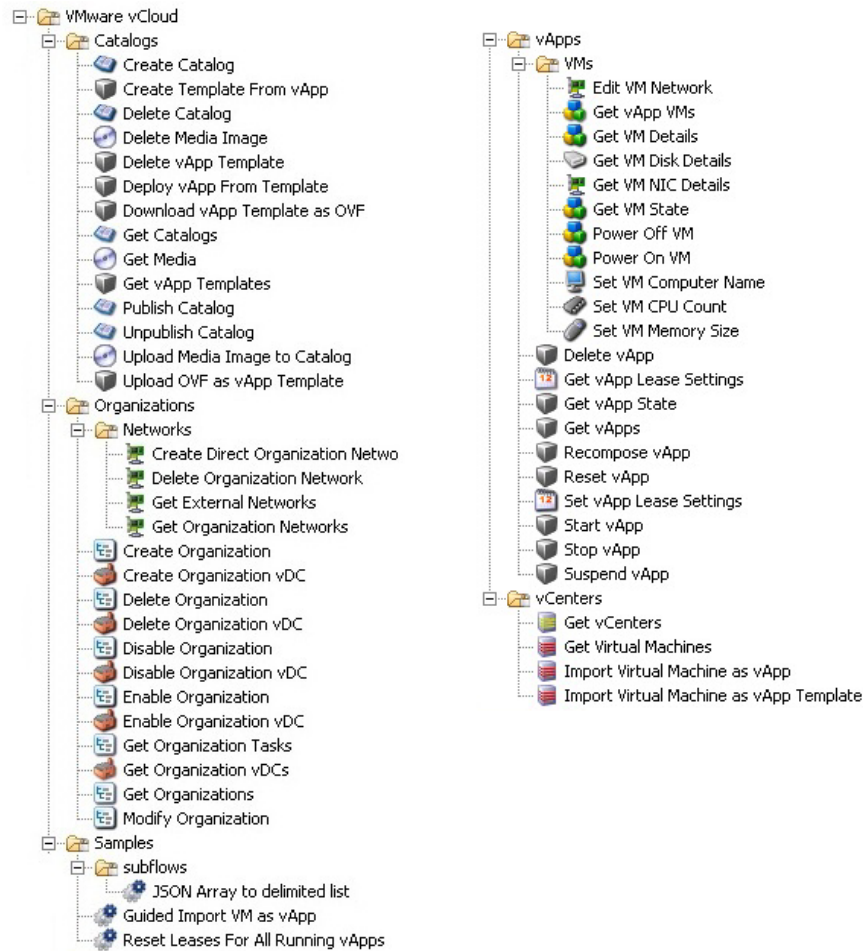 VMware vCloud
Catalogs
Create Catalog
Create Template From vApp
Delete Catalog
Delete Media Image
Delete vApp Template
Deploy vApp From Template
Download vApp Template as OVF
Get Catalogs
Get Media
Get vApp Templates
Publish Catalog
Unpublish Catalog
Upload Media Image to Catalog
Upload OVF as vApp Template
Organizations
Networks
Create Direct Organization Netwo
Delete Organization Network
Get External Networks
Get Organization Networks
Create Organization
Create Organization vDC
Delete Organization
Delete Organization vDC
Disable Organization
Disable Organization vDC
Enable Organization
Enable Organization vDC
Get Organization Tasks
Get Organization vDCs
Get Organizations
Modify Organization
Samples
subflows
JSON Array to delimited list
Guided Import VM as vApp
Reset Leases For All Running vApps
vApps
VMs
Edit VM Network
Get vApp VMs
Get VM Details
Get VM Disk Details
Get VM NIC Details
Get VM State
Power Off VM
Power On VM
Set VM Computer Name
Set VM CPU Count
Set VM Memory Size
Delete vApp
12 Get vApp Lease Settings
Get vApp State
Get vApps
Recompose vApp
Reset vApp
12 Set vApp Lease Settings
Start vApp
Stop vApp
Suspend vApp
vCenters
Get vCenters
Get Virtual Machines
Import Virtual Machine as vApp
Import Virtual Machine as vApp Template